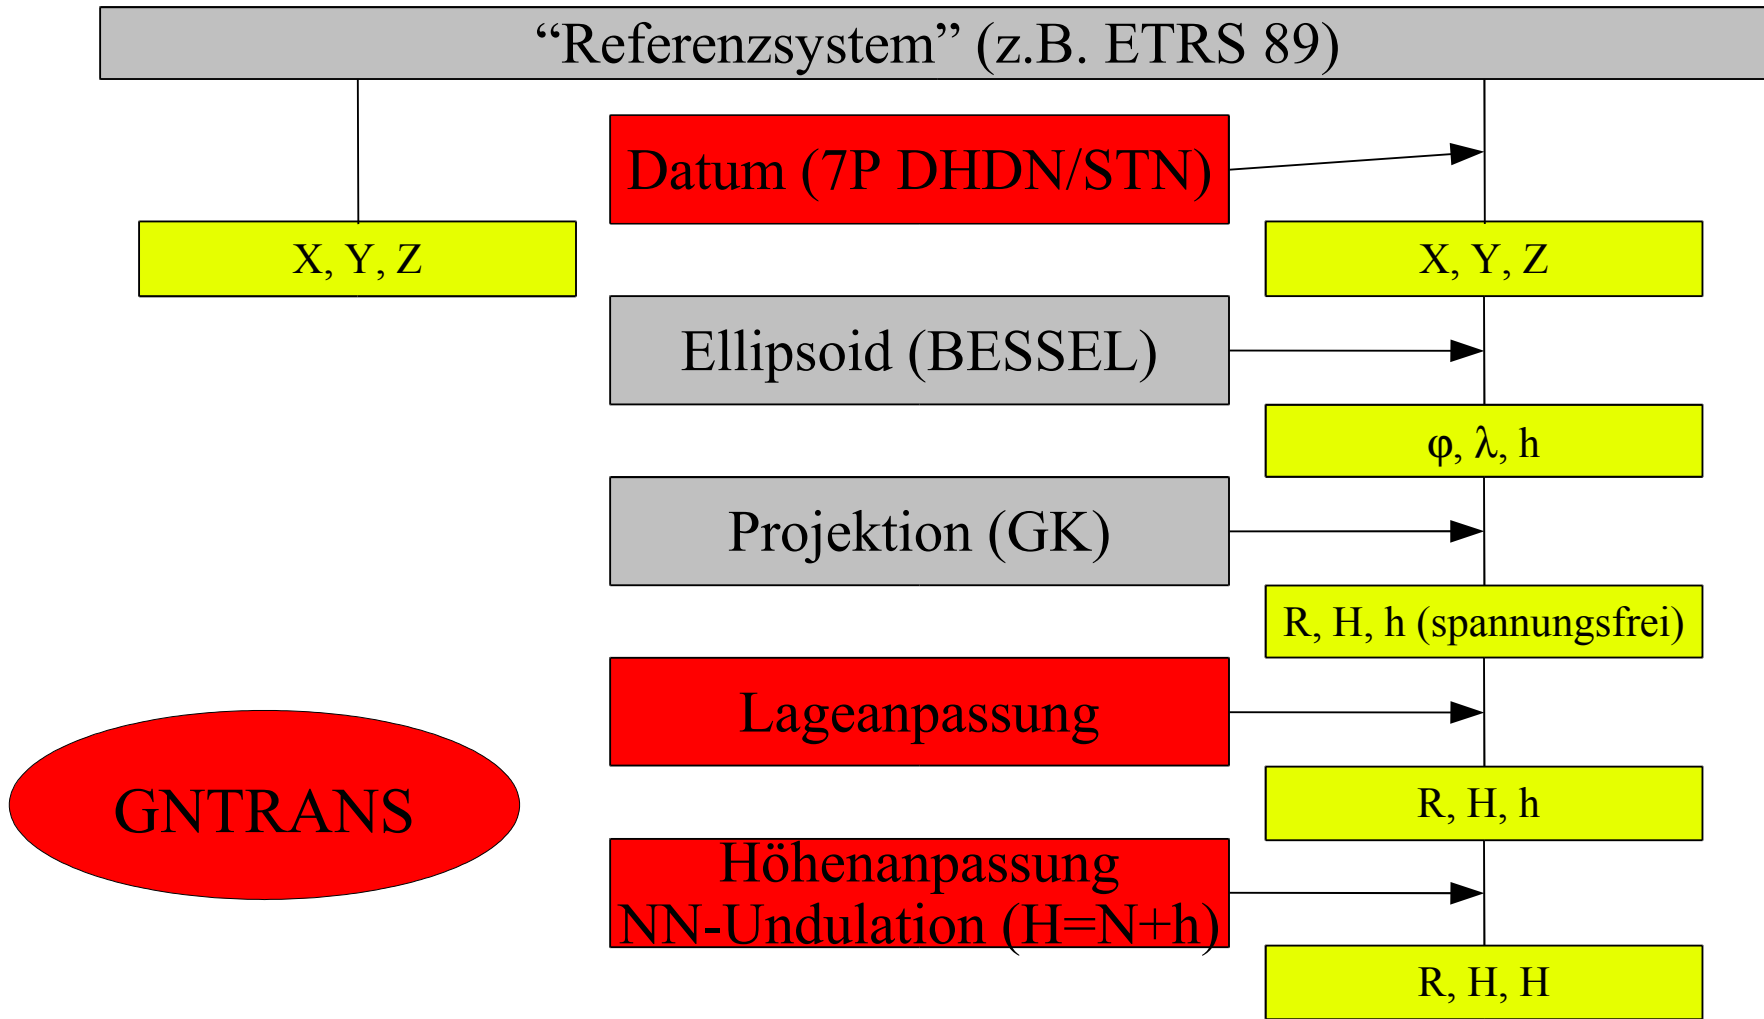 “Referenzsystem” (z.B. ETRS 89)
Datum (7P DHDN/STN)
X, Y, Z
X, Y, Z
Ellipsoid (BESSEL)
φ, λ, h
Projektion (GK)
R, H, h (spannungsfrei)
Lageanpassung
GNTRANS
R, H, h
Höhenanpassung
NN-Undulation (H=N+h)
R, H, H